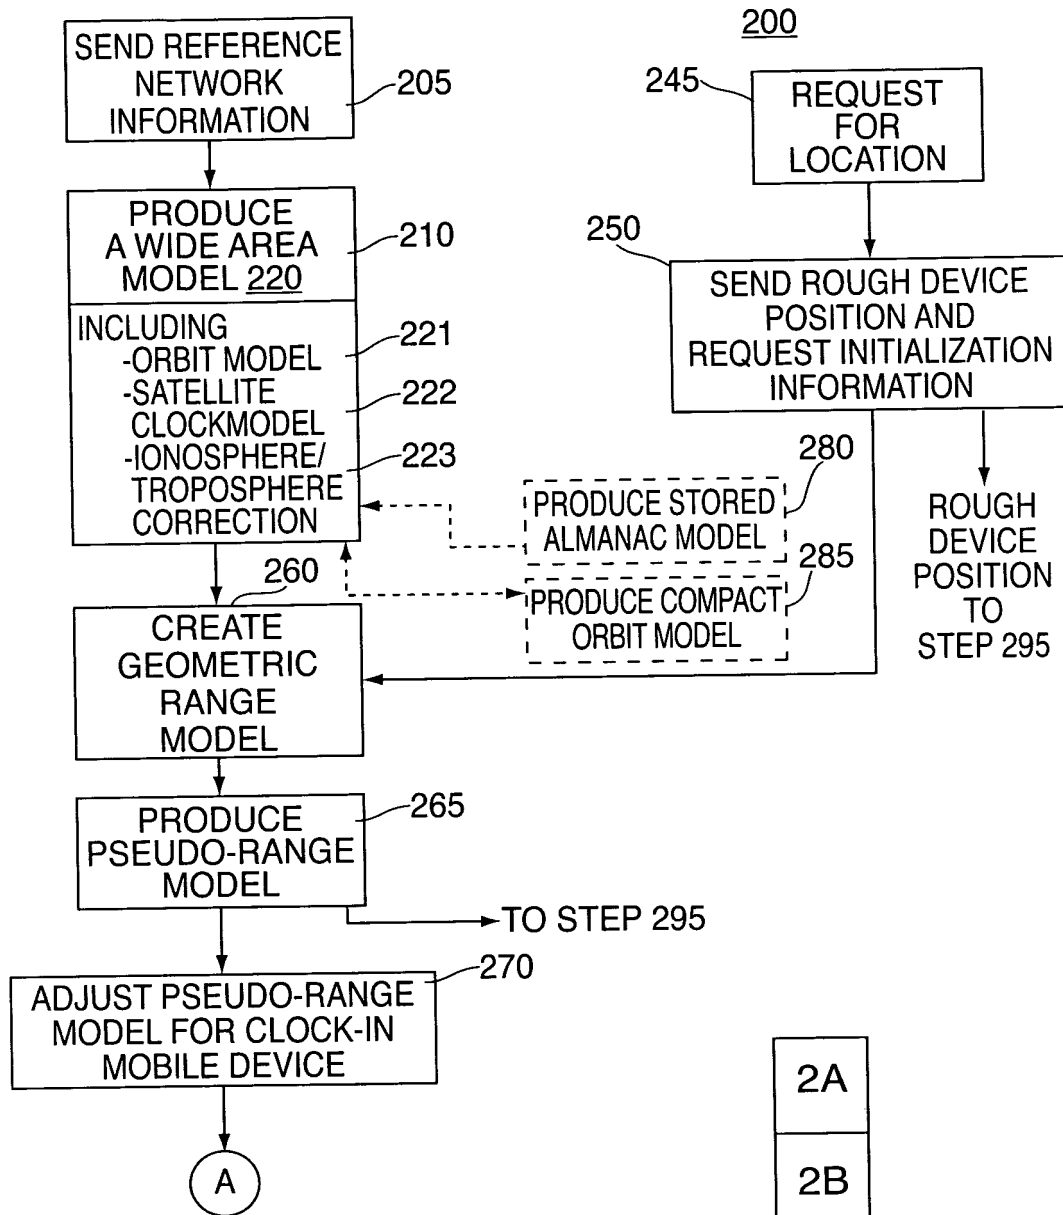 200
SEND REFERENCE
NETWORK
INFORMATION
205
PRODUCE
A WIDE AREA
MODEL 220
210
INCLUDING
-ORBIT MODEL
221
-SATELLITE
CLOCKMODEL
222
-IONOSPHERE/
TROPOSPHERE
CORRECTION
223
245
REQUEST
FOR
LOCATION
250
SEND ROUGH DEVICE
POSITION AND
REQUEST INITIALIZATION
INFORMATION
280
PRODUCE STORED
ALMANAC MODEL
285
PRODUCE COMPACT
ORBIT MODEL
ROUGH
DEVICE
POSITION
TO
STEP 295
260
CREATE
GEOMETRIC
RANGE
MODEL
PRODUCE
PSEUDO-RANGE
MODEL
265
TO STEP 295
270
ADJUST PSEUDO-RANGE
MODEL FOR CLOCK-IN
MOBILE DEVICE
A
2A
2B